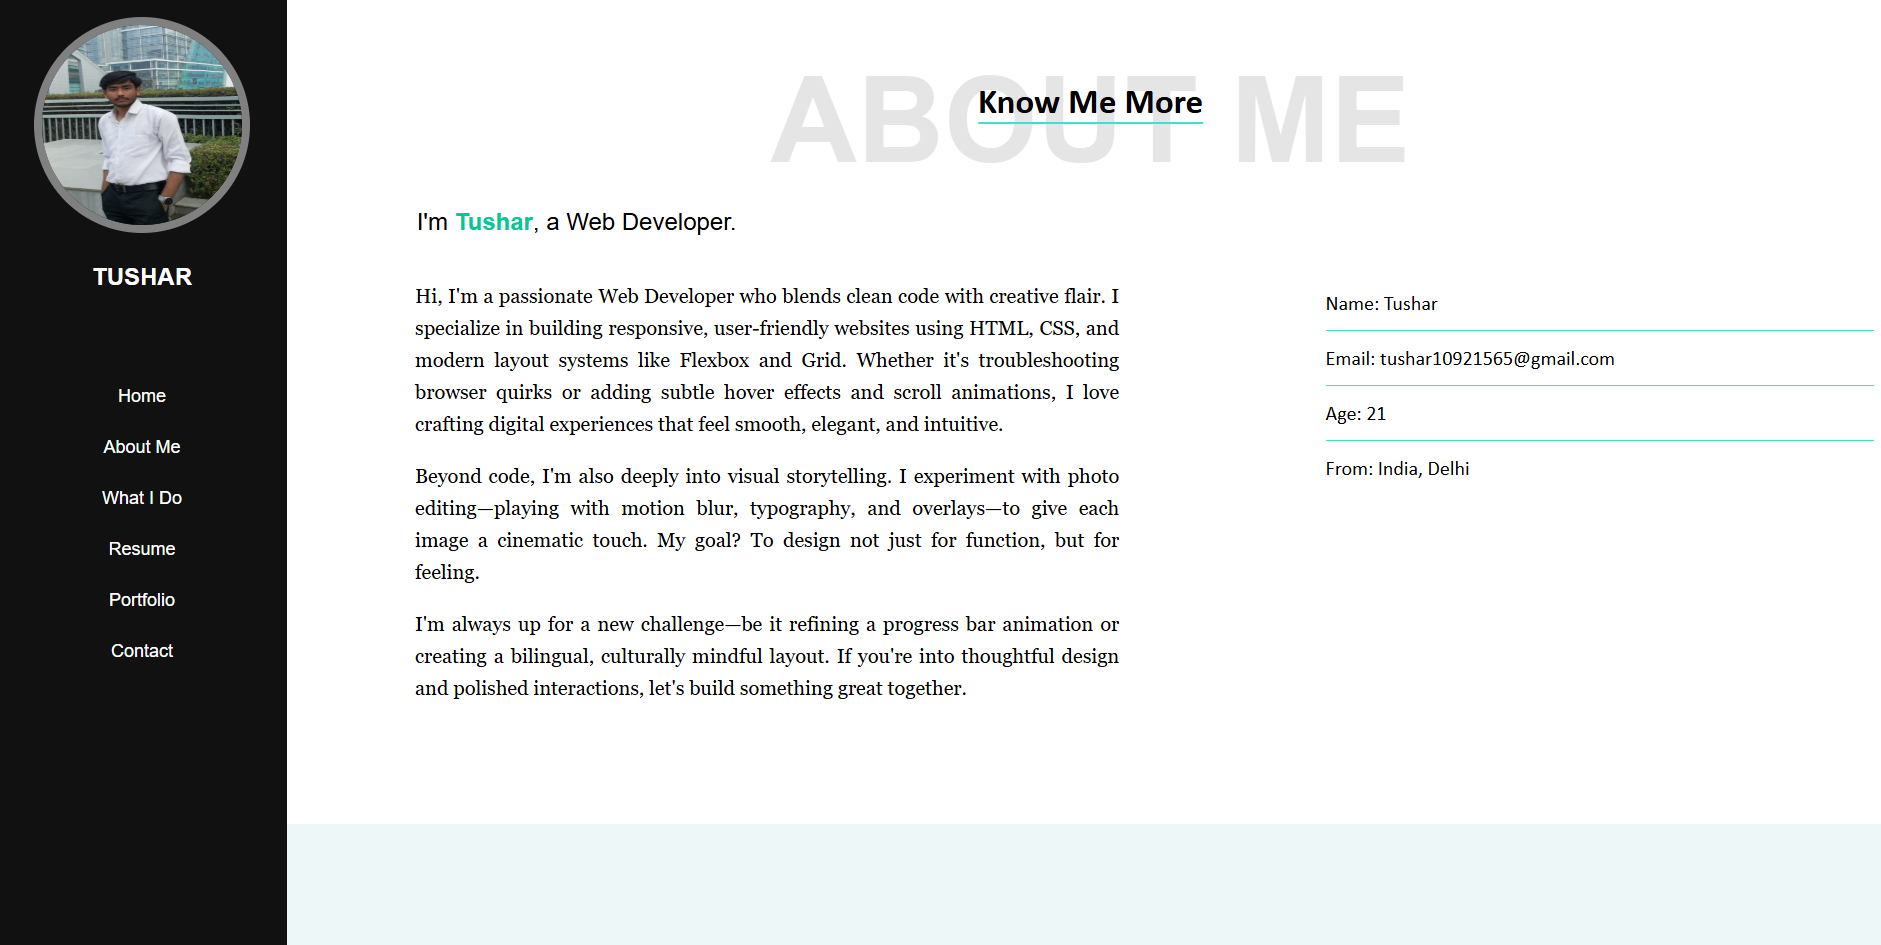 TUSHAR
Home
About Me
What I Do
Resume
Portfolio
Contact
ABOUT ME
Know Me More
I'm Tushar, a Web Developer.
Hi, I'm a passionate Web Developer who blends clean code with creative flair. I
specialize in building responsive, user-friendly websites using HTML, CSS, and
modern layout systems like Flexbox and Grid. Whether it's troubleshooting
browser quirks or adding subtle hover effects and scroll animations, I love
crafting digital experiences that feel smooth, elegant, and intuitive.
Beyond code, I'm also deeply into visual storytelling. I experiment with photo
editing—playing with motion blur, typography, and overlays—to give each
image a cinematic touch. My goal? To design not just for function, but for
feeling.
I'm always up for a new challenge—be it refining a progress bar animation or
creating a bilingual, culturally mindful layout. If you're into thoughtful design
and polished interactions, let's build something great together.
Name: Tushar
Email: tushar10921565@gmail.com
Age: 21
From: India, Delhi